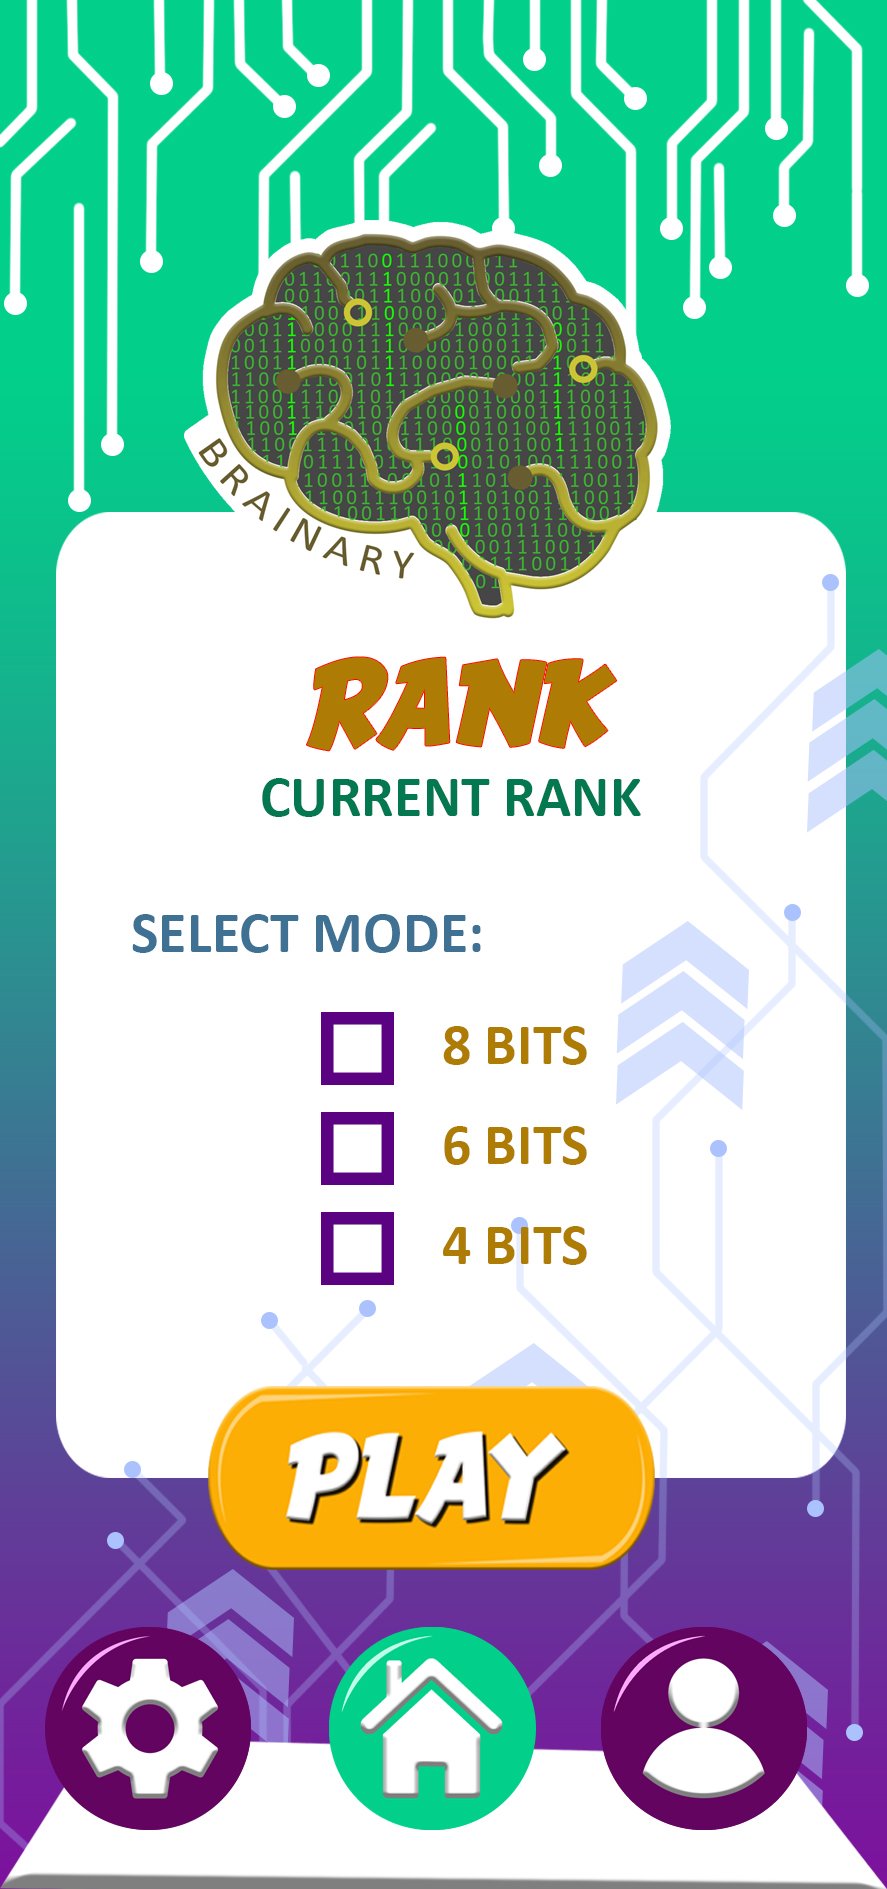 BRAINARY
RANK
CURRENT RANK
SELECT MODE:
8 BITS
6 BITS
4 BITS
PLAY